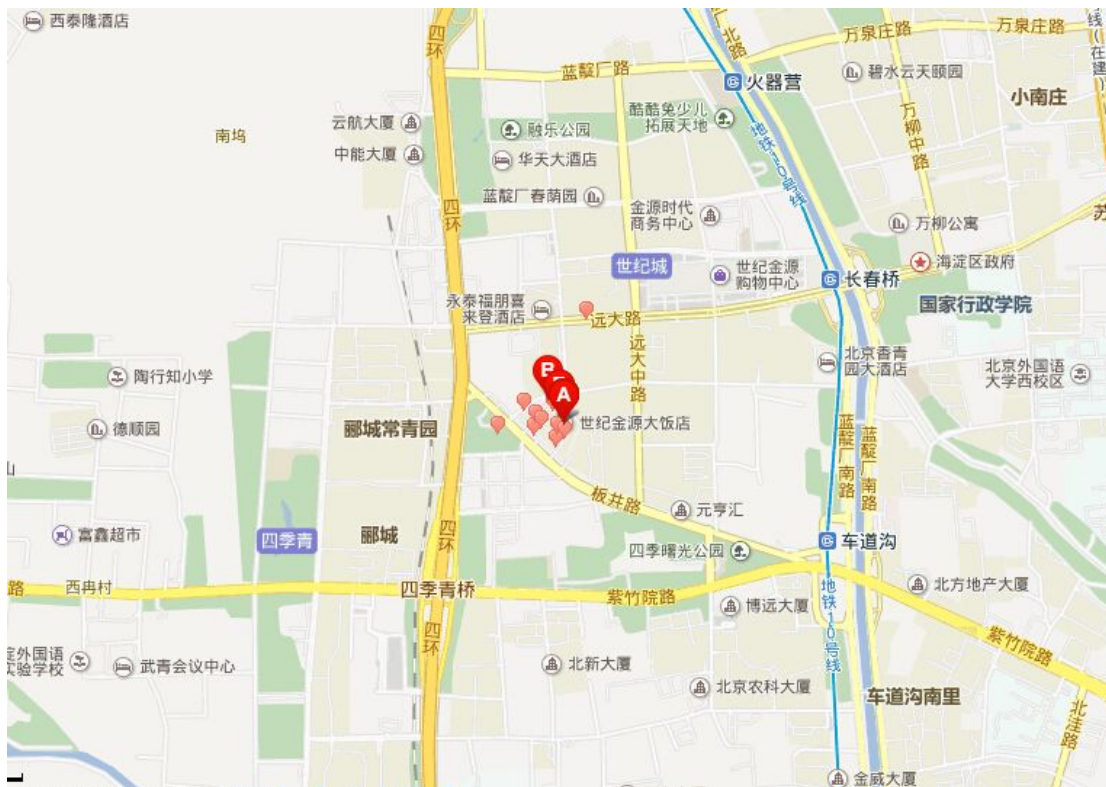 西泰隆酒店
四环
蓝靛厂路
厂北路
万泉庄路
万泉庄路
线(在建)
火器营
碧水云天颐园
小南庄
酷酷兔少儿
拓展天地
云航大厦
融乐公园
南坞
中能大厦
华天大酒店
地铁10号线
万柳中路
四环
蓝靛厂春荫园
金源时代
商务中心
万柳公寓
苏
世纪城
世纪金源
购物中心
长春桥
海淀区政府
永泰福朋喜
来登酒店
远大路
国家行政学院
远大中路
北京香青
园大酒店
北京外国语
大学西校区
陶行知小学
B
A
德顺园
郦城常青园
世纪金源大饭店
蓝靛厂南路
蓝靛厂南路
山
板井路
元亨汇
富鑫超市
四季青
郦城
四环
四季曙光公园
车道沟
路
西冉村
四季青桥
紫竹院路
博远大厦
地铁10号线
北方地产大厦
四环
紫竹院路
淀外国语
实验学校
武青会议中心
北新大厦
北京农科大厦
车道沟南里
北洼路
金威大厦